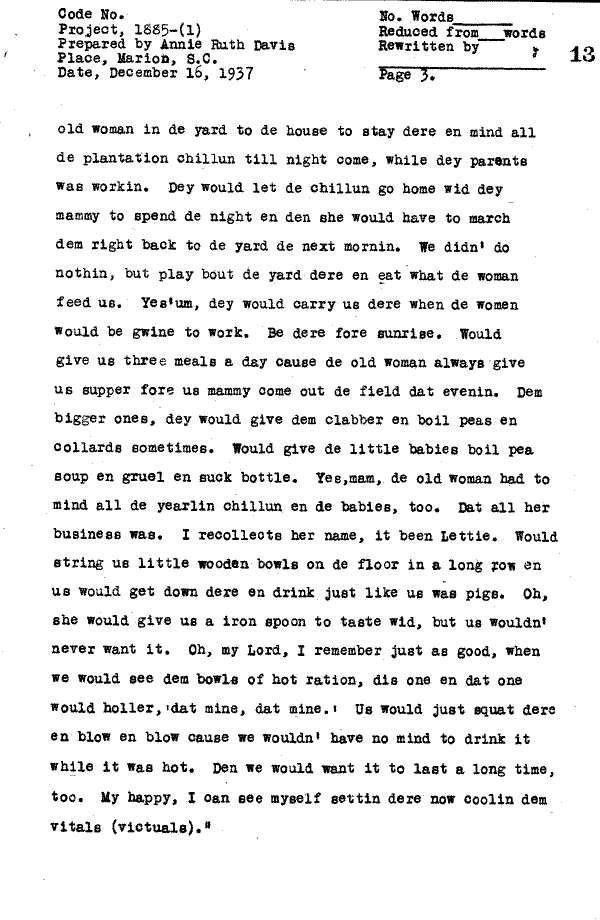 Code No.
Project, 1885-(1)
Prepared by Annie Ruth Davis
Place, Marion, S.C.
Date, December 16, 1937
No. Words
Reduced from words
Rewritten by
13
Page 3.
old woman in de yard to de house to stay dere en mind all
de plantation chillun till night come, while dey parents
was workin. Dey would let de chillun go home wid dey
mammy to spend de night en den she would have to march
dem right back to de yard de next mornin. We didn' do
nothin, but play bout de yard dere en eat what de woman
feed us. Yes'um, dey would carry us dere when de women
would be gwine to work. Be dere fore sunrise. Would
give us three meals a day cause de old woman always give
us supper fore us mammy come out de field dat evenin. Dem
bigger ones, dey would give dem clabber en boil peas en
collards sometimes. Would give de little babies boil pea
soup en gruel en suck bottle. Yes,mam, de old woman had to
mind all de yearlin chillun en de babies, too. Dat all her
business was. I recollects her name, it been Lettie. Would
string us little wooden bowls on de floor in a long row en
us would get down dere en drink just like us was pigs. Oh,
she would give us a iron spoon to taste wid, but us wouldn'
never want it. Oh, my Lord, I remember just as good, when
we would see dem bowls of hot ration, dis one en dat one
would holler, 'dat mine, dat mine.' Us would just squat dere
en blow en blow cause we wouldn' have no mind to drink it
while it was hot. Den we would want it to last a long time,
too. My happy, I can see myself settin dere now coolin dem
vitals (victuals)."